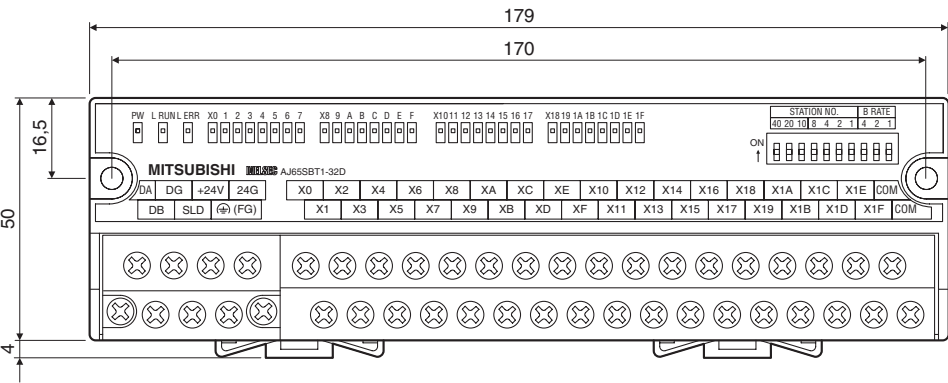 179
170
16,5
50
4
PW L RUN L ERR X0 1 2 3 4 5 6 7 X8 9 A B C D E F X10 11 12 13 14 15 16 17 X18 19 1A 1B 1C 1D 1E 1F
STATION NO. B RATE
40 20 10 8 4 2 1 4 2 1
ON
MITSUBISHI MELSEC AJ65SBT1-32D
DA DG +24V 24G X0 X2 X4 X6 X8 XA XC XE X10 X12 X14 X16 X18 X1A X1C X1E COM
DB SLD (FG) X1 X3 X5 X7 X9 XB XD XF X11 X13 X15 X17 X19 X1B X1D X1F COM